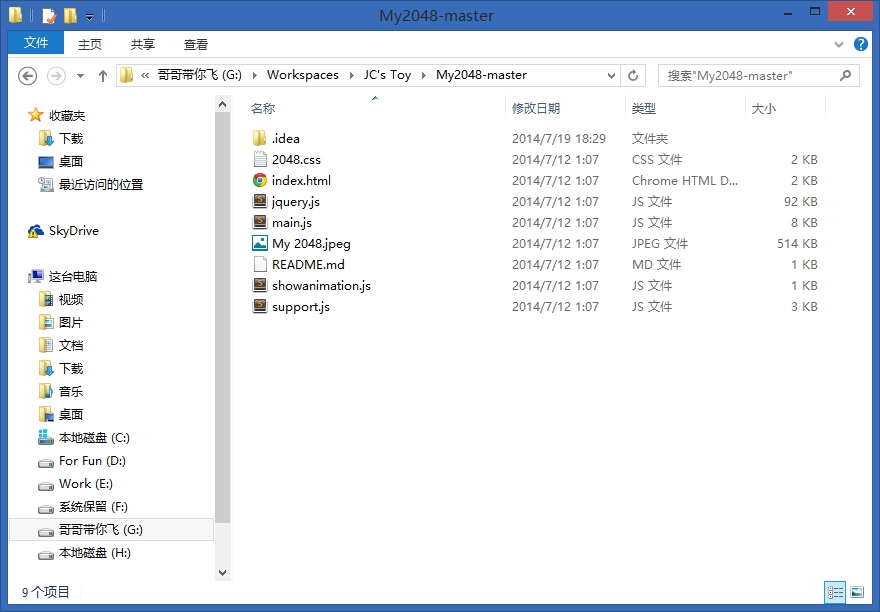 My2048-master
文件 主页 共享 查看
« 哥哥带你飞 (G:) Workspaces JC's Toy My2048-master 搜索"My2048-master"
名称 修改日期 类型 大小
收藏夹
下载
桌面
最近访问的位置
SkyDrive
这台电脑
视频
图片
文档
下载
音乐
桌面
本地磁盘 (C:)
For Fun (D:)
Work (E:)
系统保留 (F:)
哥哥带你飞 (G:)
本地磁盘 (H:)
.idea 2014/7/19 18:29 文件夹
2048.css 2014/7/12 1:07 CSS 文件 2 KB
index.html 2014/7/12 1:07 Chrome HTML D... 2 KB
jquery.js 2014/7/12 1:07 JS 文件 92 KB
main.js 2014/7/12 1:07 JS 文件 8 KB
My 2048.jpeg 2014/7/12 1:07 JPEG 文件 514 KB
README.md 2014/7/12 1:07 MD 文件 1 KB
showanimation.js 2014/7/12 1:07 JS 文件 1 KB
support.js 2014/7/12 1:07 JS 文件 3 KB
9 个项目